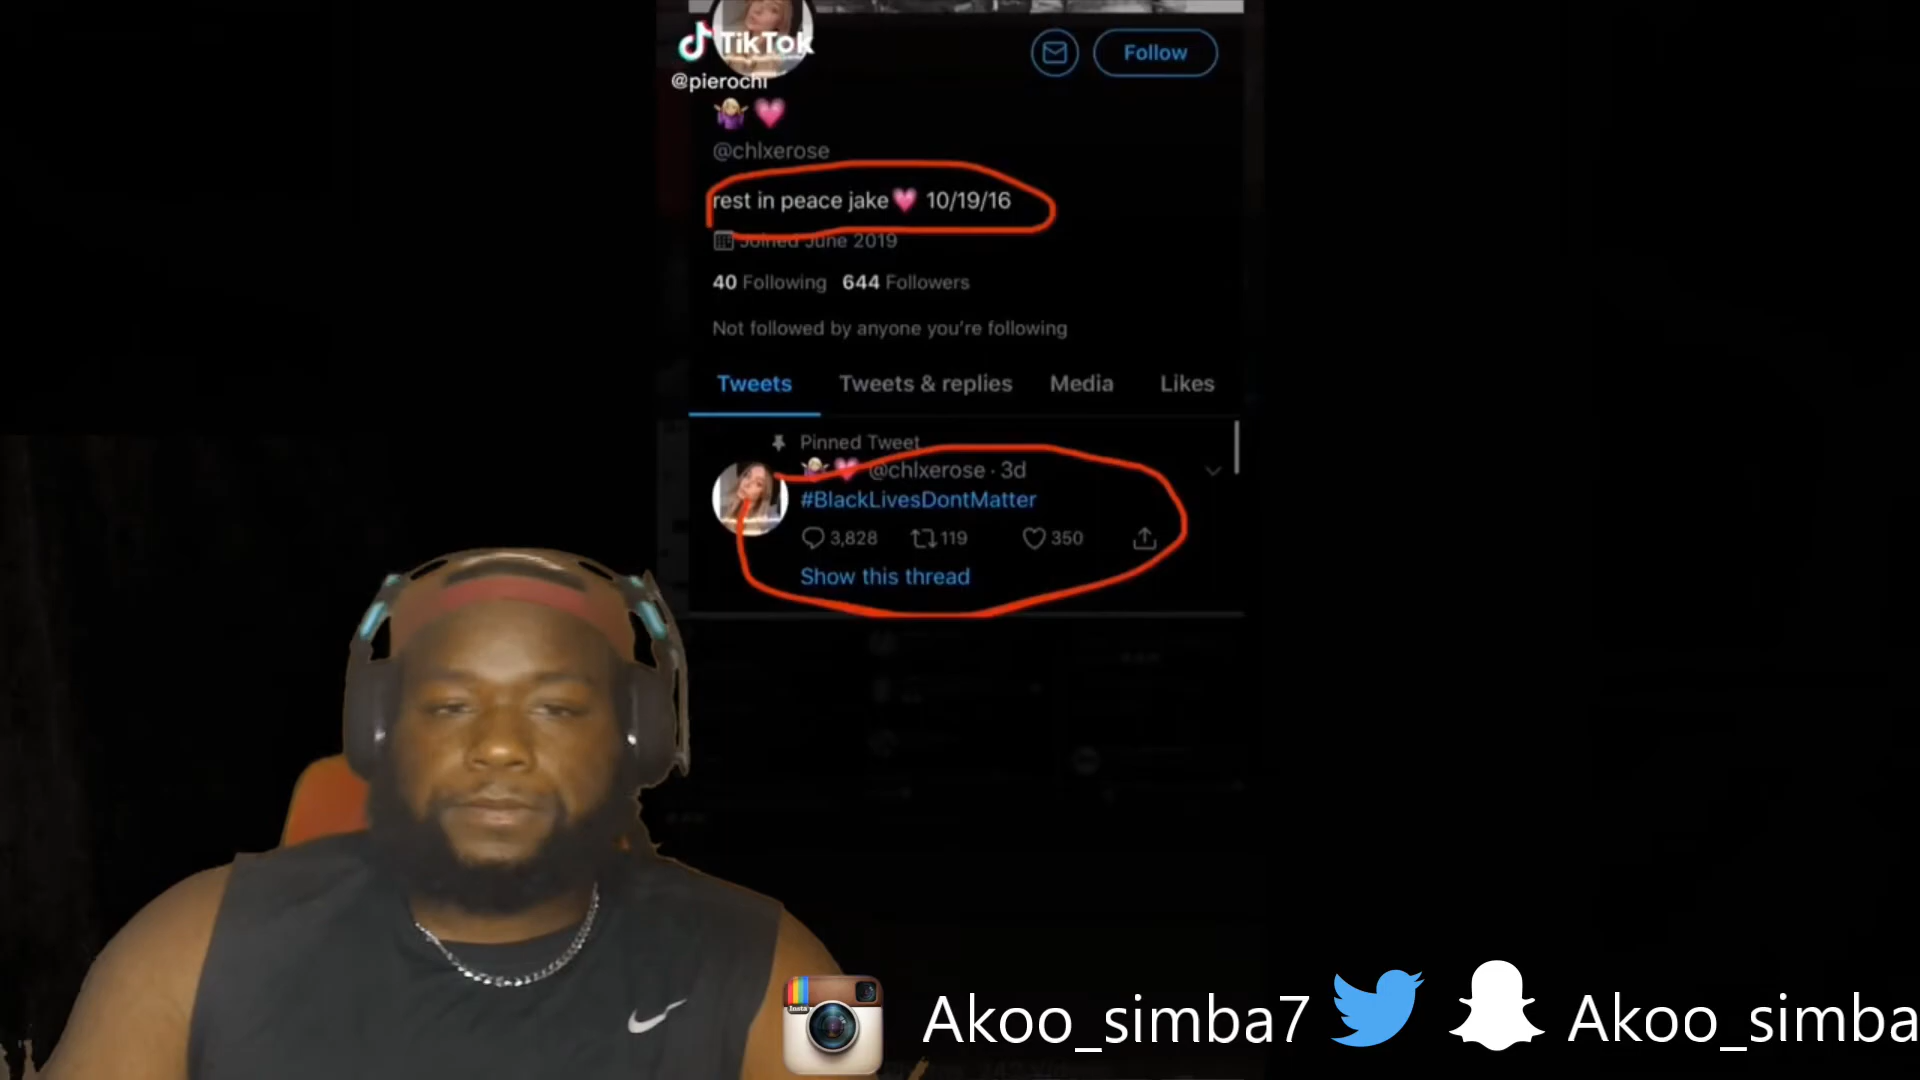 TikTok
@pierochi
@chlxerose
rest in peace jake💗 10/19/16
Joined June 2019
40 Following 644 Followers
Not followed by anyone you're following
Tweets Tweets & replies Media Likes
Pinned Tweet
@chlxerose · 3d
#BlackLivesDontMatter
3,828 119 350
Show this thread
Follow
Insta
Akoo_simba7 Akoo_simba